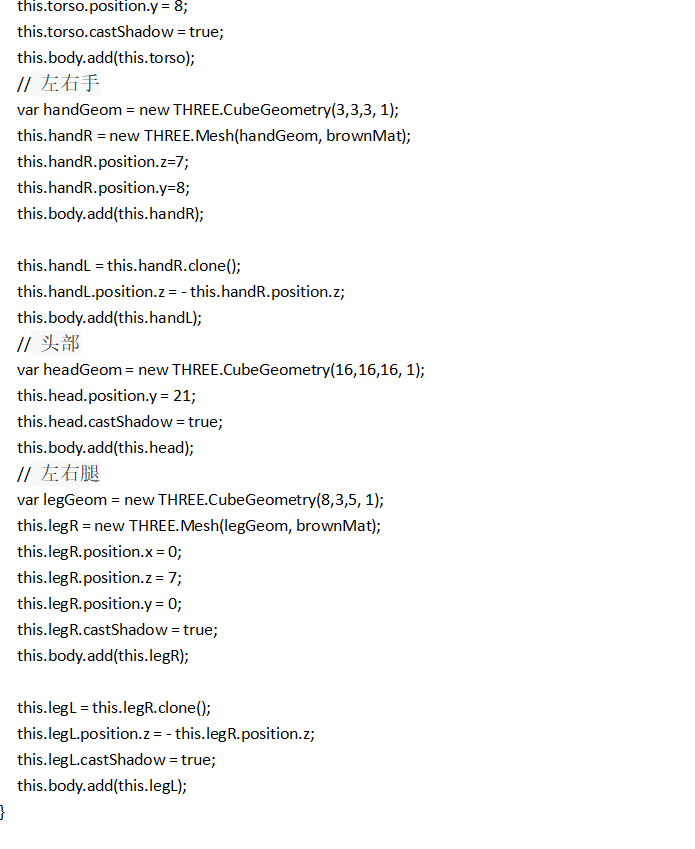 this.torso.position.y = 8;
this.torso.castShadow = true;
this.body.add(this.torso);
// 左右手
var handGeom = new THREE.CubeGeometry(3,3,3, 1);
this.handR = new THREE.Mesh(handGeom, brownMat);
this.handR.position.z=7;
this.handR.position.y=8;
this.body.add(this.handR);
this.handL = this.handR.clone();
this.handL.position.z = - this.handR.position.z;
this.body.add(this.handL);
// 头部
var headGeom = new THREE.CubeGeometry(16,16,16, 1);
this.head.position.y = 21;
this.head.castShadow = true;
this.body.add(this.head);
// 左右腿
var legGeom = new THREE.CubeGeometry(8,3,5, 1);
this.legR = new THREE.Mesh(legGeom, brownMat);
this.legR.position.x = 0;
this.legR.position.z = 7;
this.legR.position.y = 0;
this.legR.castShadow = true;
this.body.add(this.legR);
this.legL = this.legR.clone();
this.legL.position.z = - this.legR.position.z;
this.legL.castShadow = true;
this.body.add(this.legL);
}